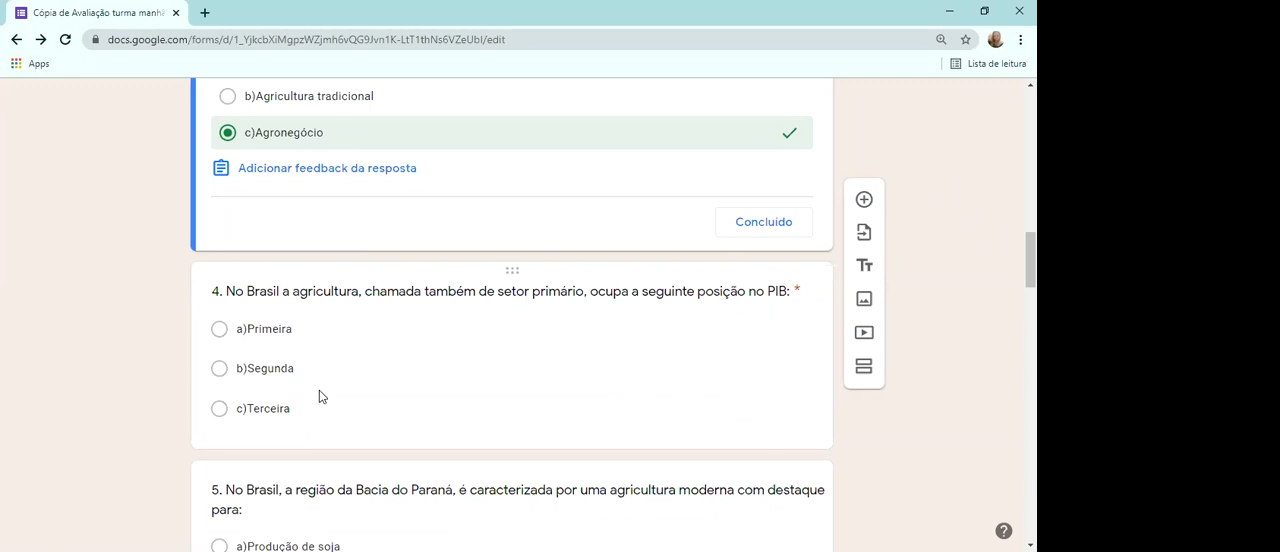 Cópia de Avaliação turma manhã
docs.google.com/forms/d/1_YjkcbXiMgpzWZjmh6vQG9Jvn1K-LtT1thNs6VZeUbI/edit
Apps
Lista de leitura
b)Agricultura tradicional
c)Agronegócio
Adicionar feedback da resposta
Concluído
4. No Brasil a agricultura, chamada também de setor primário, ocupa a seguinte posição no PIB: *
a)Primeira
b)Segunda
c)Terceira
5. No Brasil, a região da Bacia do Paraná, é caracterizada por uma agricultura moderna com destaque
para:
a)Produção de soja